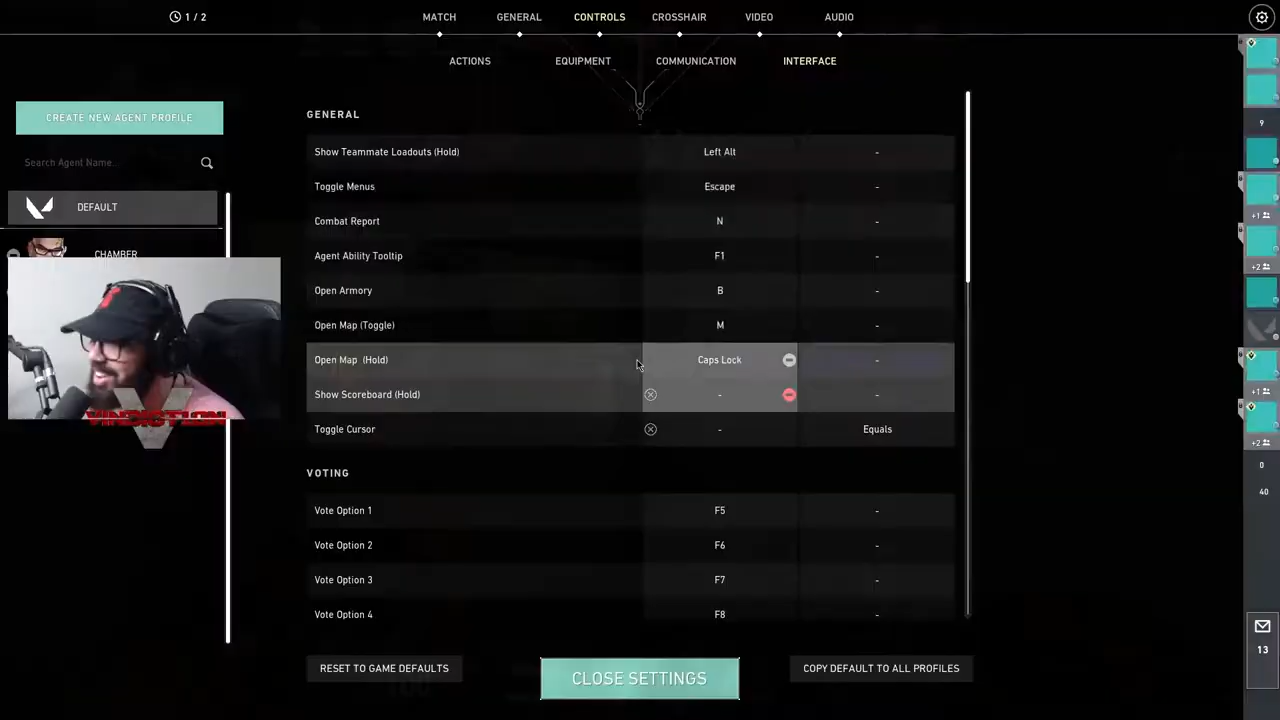 1 / 2
MATCH
GENERAL
CONTROLS
CROSSHAIR
VIDEO
AUDIO
ACTIONS
EQUIPMENT
COMMUNICATION
INTERFACE
CREATE NEW AGENT PROFILE
Search Agent Name...
DEFAULT
CHAMBER
VINDICTION
GENERAL
Show Teammate Loadouts (Hold) Left Alt -
Toggle Menus Escape -
Combat Report N -
Agent Ability Tooltip F1 -
Open Armory B -
Open Map (Toggle) M -
Open Map (Hold) Caps Lock -
Show Scoreboard (Hold) - -
Toggle Cursor - Equals
VOTING
Vote Option 1 F5 -
Vote Option 2 F6 -
Vote Option 3 F7 -
Vote Option 4 F8 -
RESET TO GAME DEFAULTS
CLOSE SETTINGS
COPY DEFAULT TO ALL PROFILES
9
+1
+2
+1
+2
0
40
13